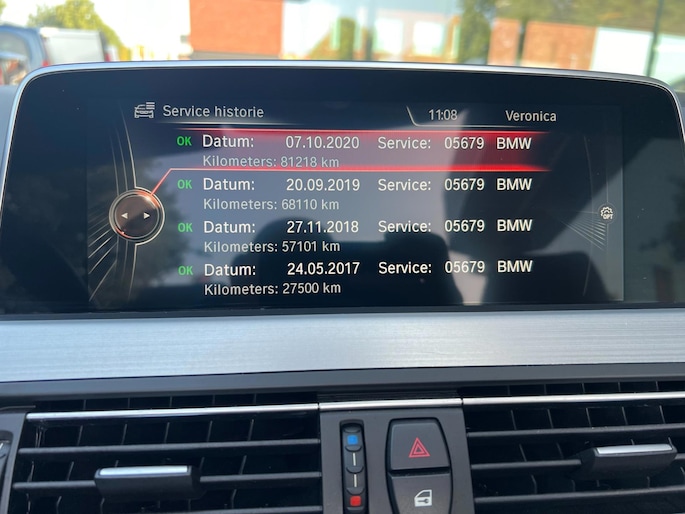 Service historie 11:08 Veronica
OK Datum: 07.10.2020 Service: 05679 BMW
Kilometers: 81218 km
OK Datum: 20.09.2019 Service: 05679 BMW
Kilometers: 68110 km
OK Datum: 27.11.2018 Service: 05679 BMW
Kilometers: 57101 km
OK Datum: 24.05.2017 Service: 05679 BMW
Kilometers: 27500 km
OPT